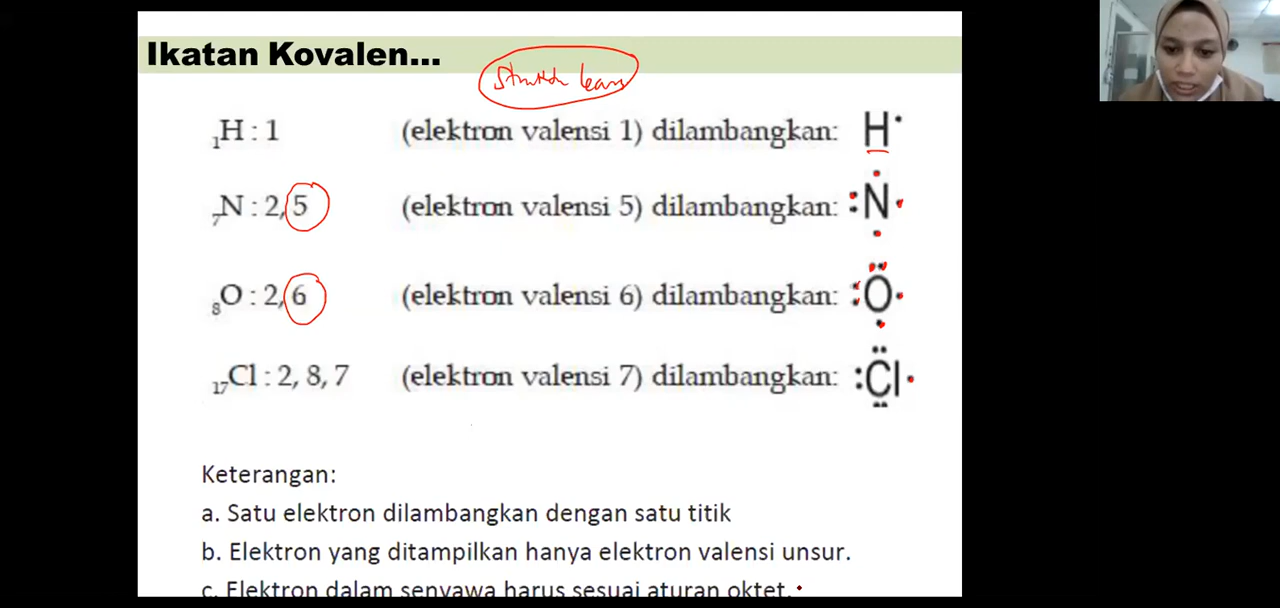 Ikatan Kovalen...
Struktur
₁H : 1 (elektron valensi 1) dilambangkan: H
₇N : 2, 5 (elektron valensi 5) dilambangkan: N
₈O : 2, 6 (elektron valensi 6) dilambangkan: O
₁₇Cl : 2, 8, 7 (elektron valensi 7) dilambangkan: Cl
Keterangan:
a. Satu elektron dilambangkan dengan satu titik
b. Elektron yang ditampilkan hanya elektron valensi unsur.
c. Elektron dalam senyawa harus sesuai aturan oktet.